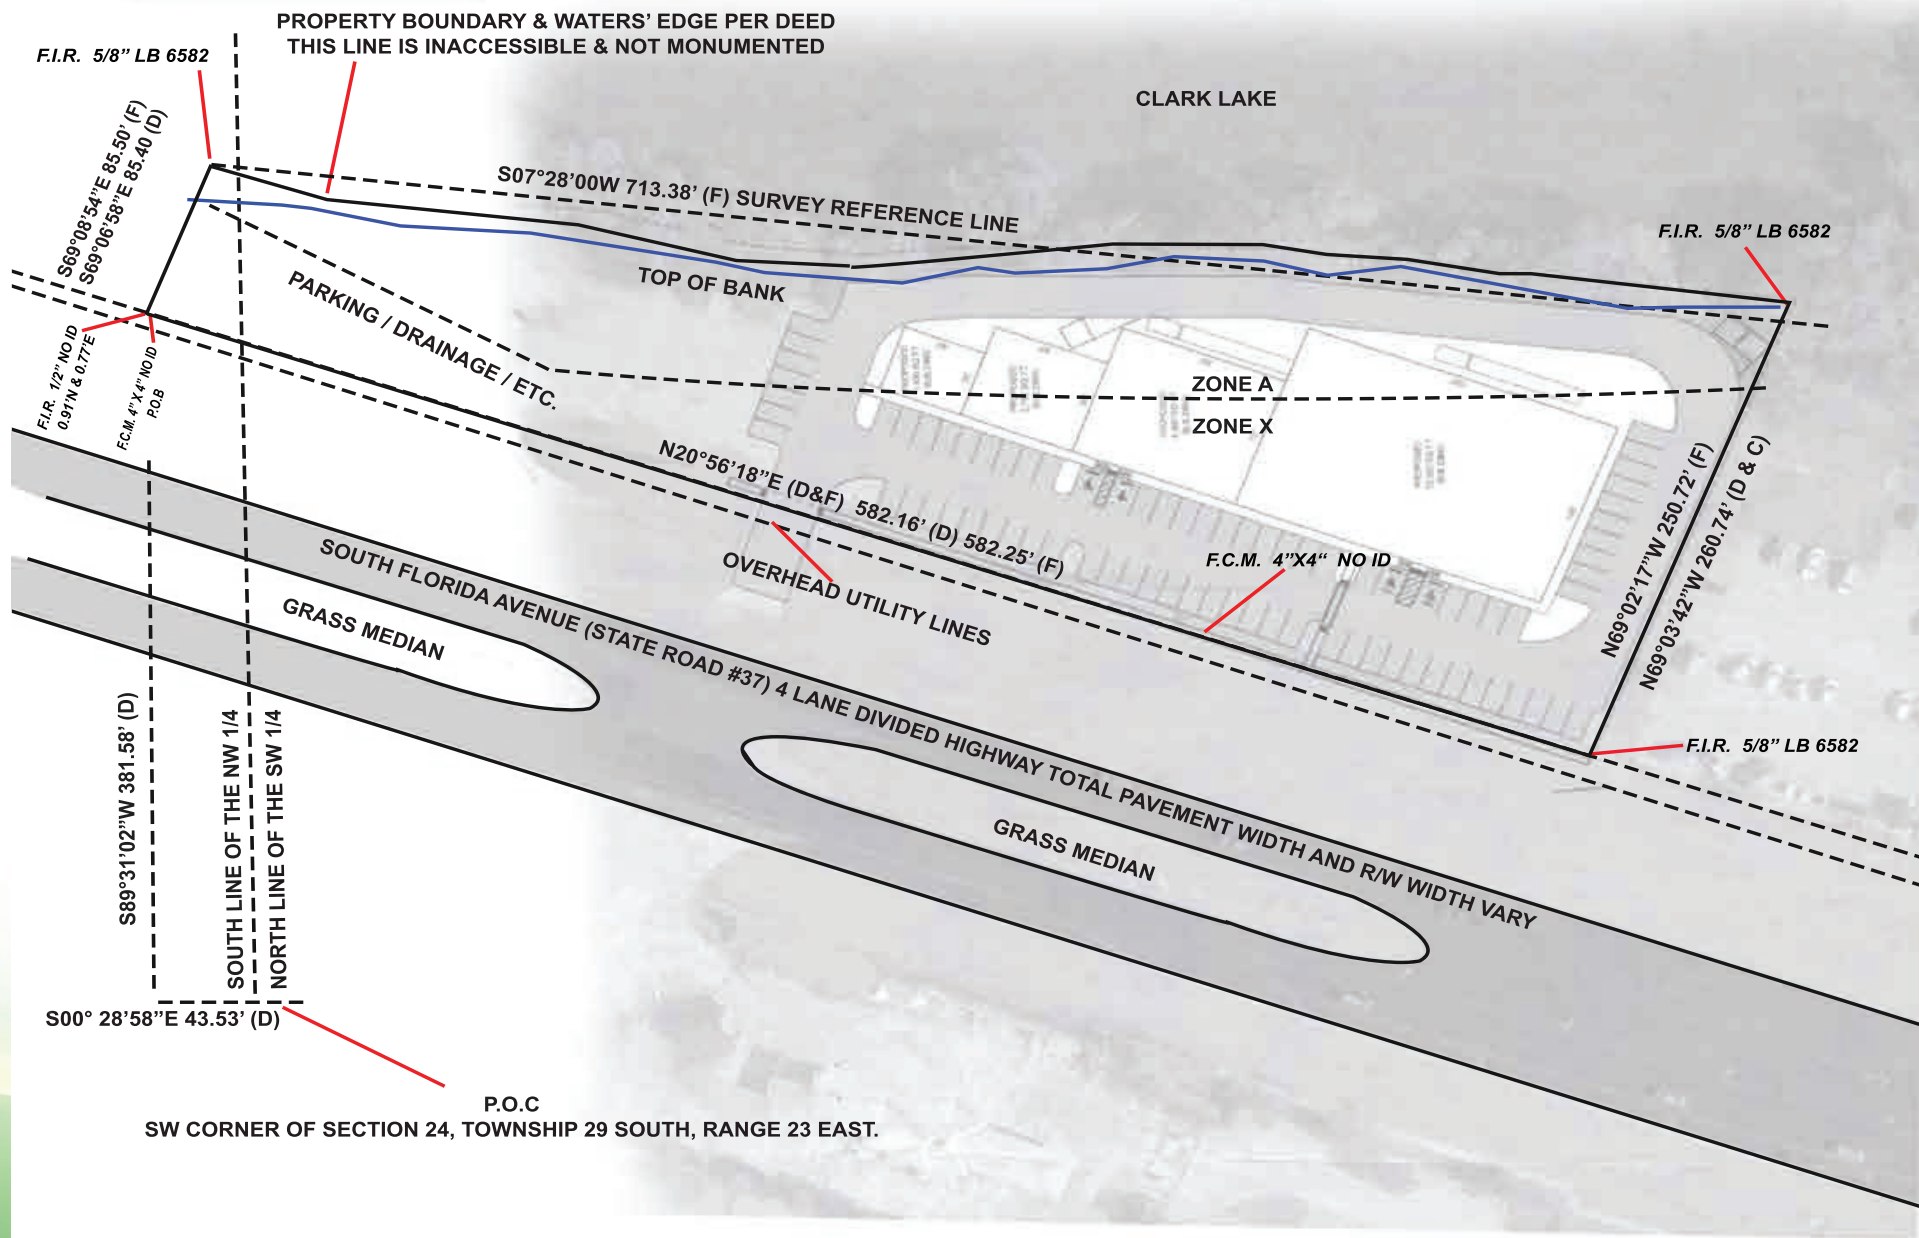 PROPERTY BOUNDARY & WATERS' EDGE PER DEED
THIS LINE IS INACCESSIBLE & NOT MONUMENTED
F.I.R. 5/8" LB 6582
CLARK LAKE
S69°08'54"E 85.50' (F)
S69°06'58"E 85.40 (D)
S07°28'00W 713.38' (F) SURVEY REFERENCE LINE
F.I.R. 5/8" LB 6582
TOP OF BANK
PARKING / DRAINAGE / ETC.
F.I.R. 1/2" NO ID
0.91'N & 0.77'E
F.C.M. 4" X 4" NO ID
P.O.B
ZONE A
ZONE X
N20°56'18"E (D&F) 582.16' (D) 582.25' (F)
N69°02'17"W 250.72' (F)
N69°03'42"W 260.74' (D & C)
F.C.M. 4"X4" NO ID
OVERHEAD UTILITY LINES
SOUTH FLORIDA AVENUE (STATE ROAD #37) 4 LANE DIVIDED HIGHWAY TOTAL PAVEMENT WIDTH AND R/W WIDTH VARY
GRASS MEDIAN
F.I.R. 5/8" LB 6582
GRASS MEDIAN
S89°31'02"W 381.58' (D)
SOUTH LINE OF THE NW 1/4
NORTH LINE OF THE SW 1/4
S00° 28'58"E 43.53' (D)
P.O.C
SW CORNER OF SECTION 24, TOWNSHIP 29 SOUTH, RANGE 23 EAST.